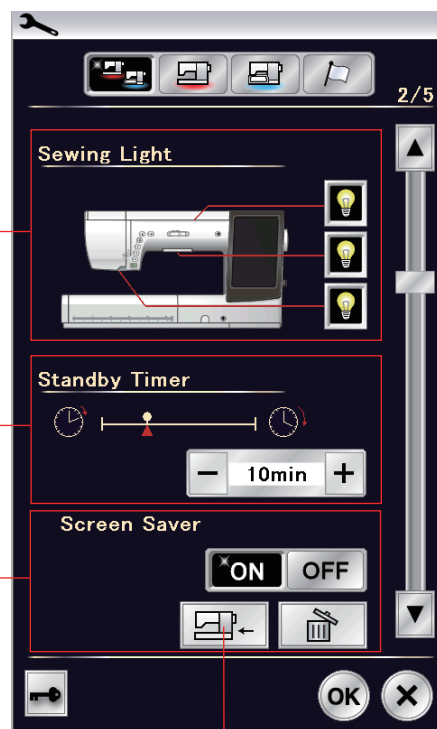 2/5
Sewing Light
Standby Timer
− 10min +
Screen Saver
ON OFF
OK